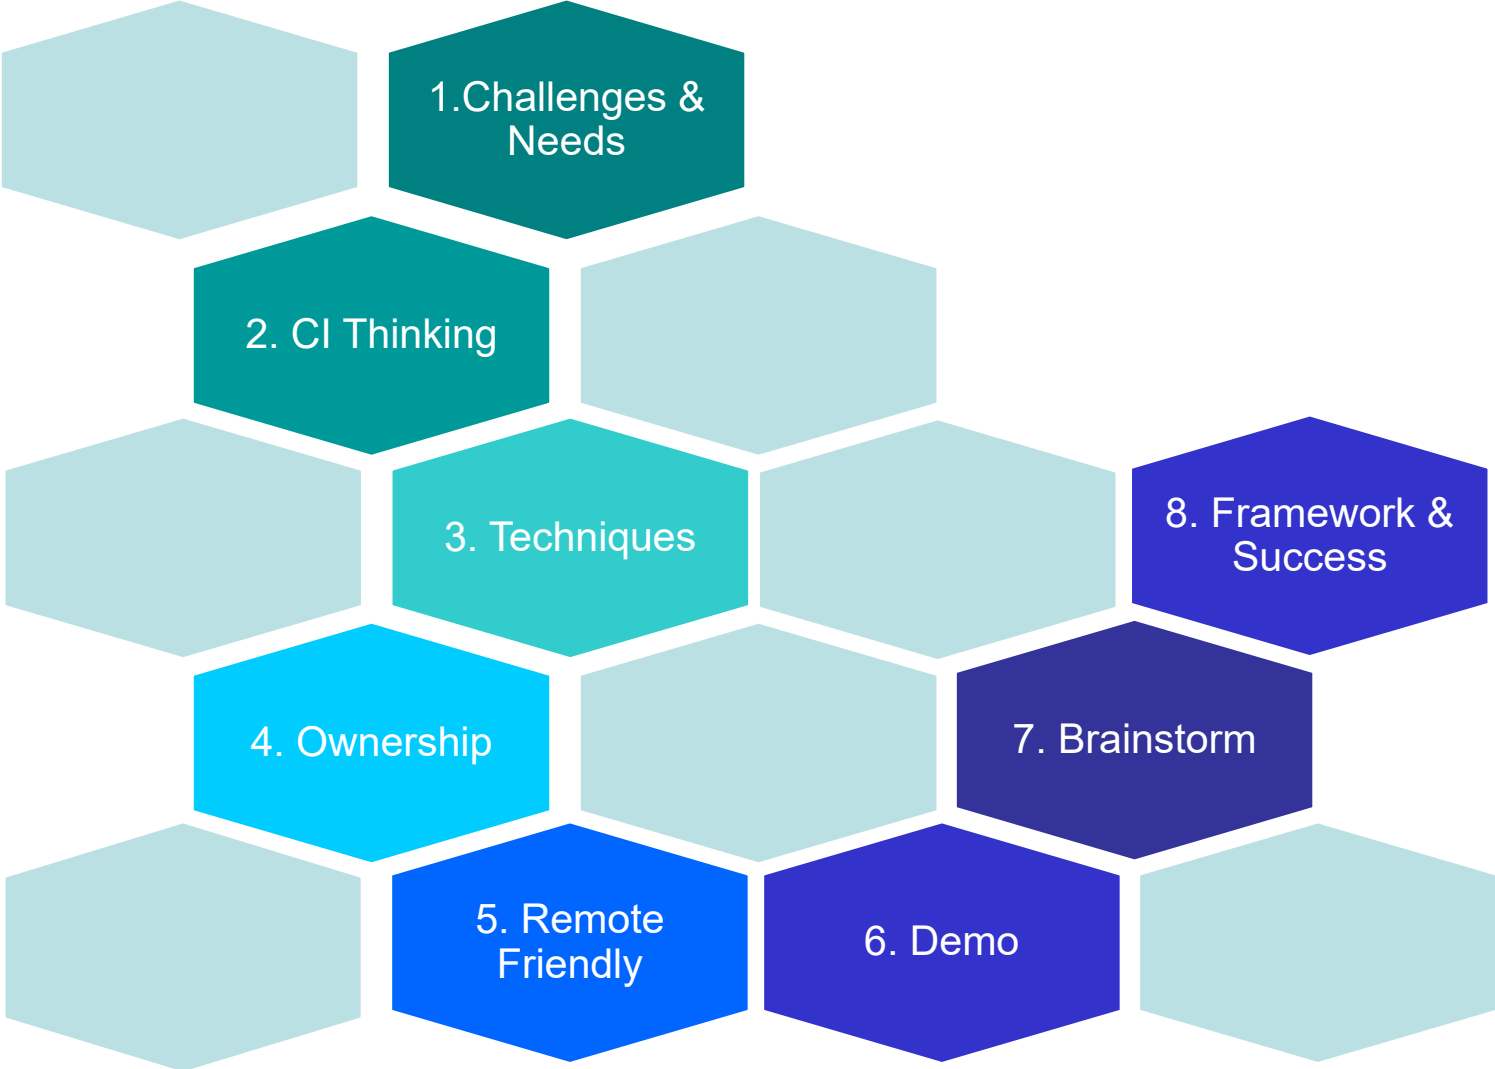 1.Challenges &
Needs
2. CI Thinking
3. Techniques
8. Framework &
Success
4. Ownership
7. Brainstorm
5. Remote
Friendly
6. Demo